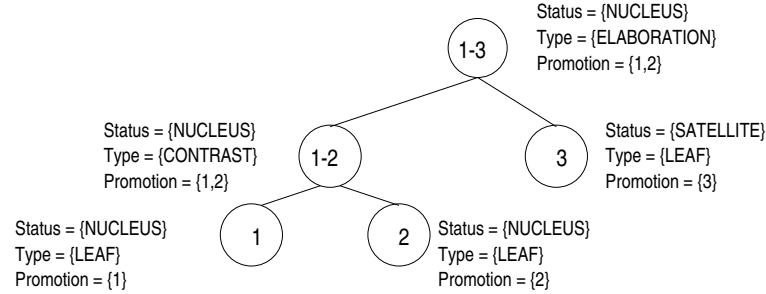 Status = {NUCLEUS}
Type = {ELABORATION}
Promotion = {1,2}
1-3
Status = {NUCLEUS}
Type = {CONTRAST}
Promotion = {1,2}
1-2
3
Status = {SATELLITE}
Type = {LEAF}
Promotion = {3}
Status = {NUCLEUS}
Type = {LEAF}
Promotion = {1}
1
2
Status = {NUCLEUS}
Type = {LEAF}
Promotion = {2}